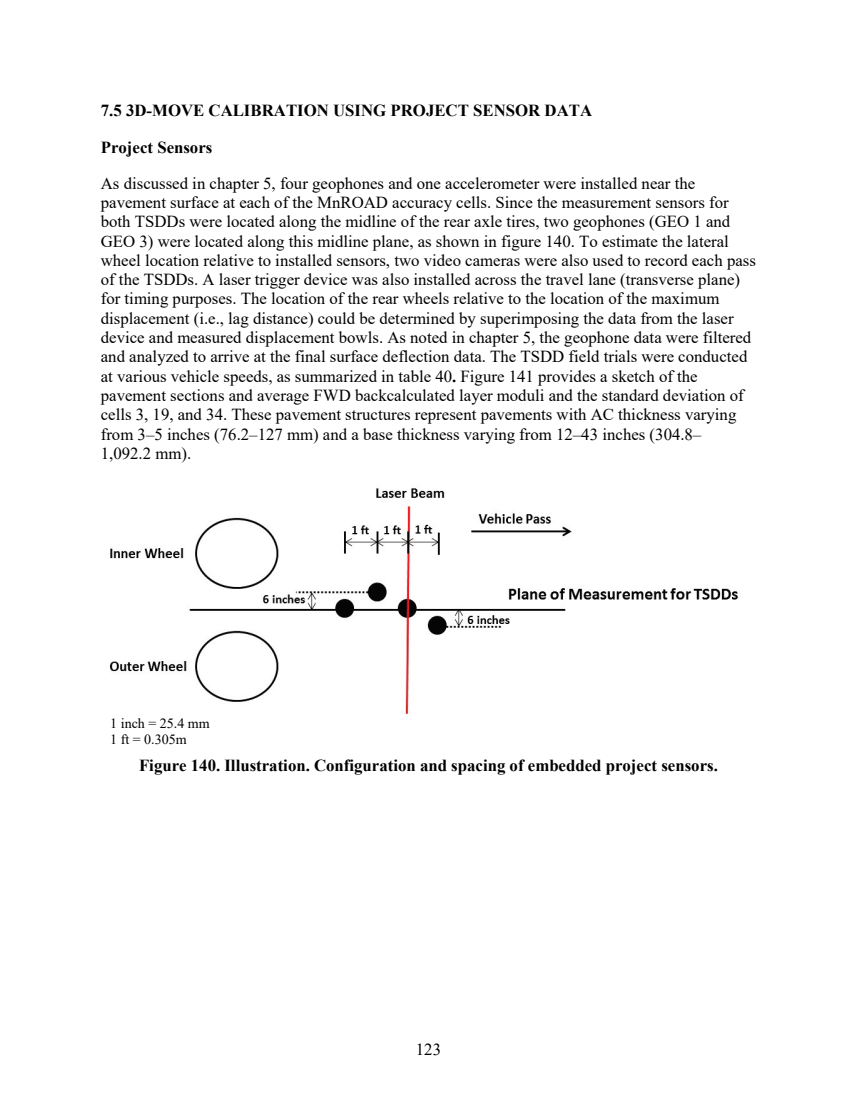 7.5 3D-MOVE CALIBRATION USING PROJECT SENSOR DATA
Project Sensors
As discussed in chapter 5, four geophones and one accelerometer were installed near the
pavement surface at each of the MnROAD accuracy cells. Since the measurement sensors for
both TSDDs were located along the midline of the rear axle tires, two geophones (GEO 1 and
GEO 3) were located along this midline plane, as shown in figure 140. To estimate the lateral
wheel location relative to installed sensors, two video cameras were also used to record each pass
of the TSDDs. A laser trigger device was also installed across the travel lane (transverse plane)
for timing purposes. The location of the rear wheels relative to the location of the maximum
displacement (i.e., lag distance) could be determined by superimposing the data from the laser
device and measured displacement bowls. As noted in chapter 5, the geophone data were filtered
and analyzed to arrive at the final surface deflection data. The TSDD field trials were conducted
at various vehicle speeds, as summarized in table 40. Figure 141 provides a sketch of the
pavement sections and average FWD backcalculated layer moduli and the standard deviation of
cells 3, 19, and 34. These pavement structures represent pavements with AC thickness varying
from 3–5 inches (76.2–127 mm) and a base thickness varying from 12–43 inches (304.8–
1,092.2 mm).
Laser Beam
Vehicle Pass
1 ft 1 ft 1 ft
Inner Wheel
Plane of Measurement for TSDDs
6 inches
6 inches
Outer Wheel
1 inch = 25.4 mm
1 ft = 0.305m
Figure 140. Illustration. Configuration and spacing of embedded project sensors.
123